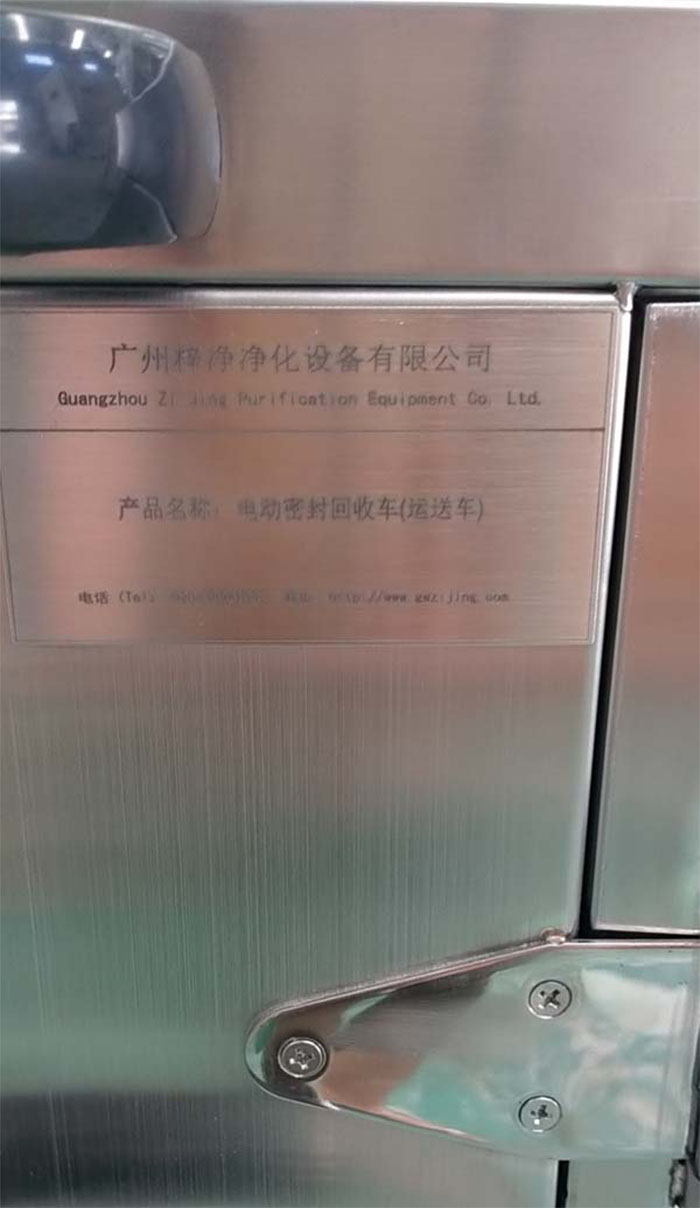 广州梓净净化设备有限公司
Guangzhou Zi Jing Purification Equipment Co. Ltd.
产品名称：电动密封回收车(运送车)
电话（Tel）： http://www.gwzijing.com